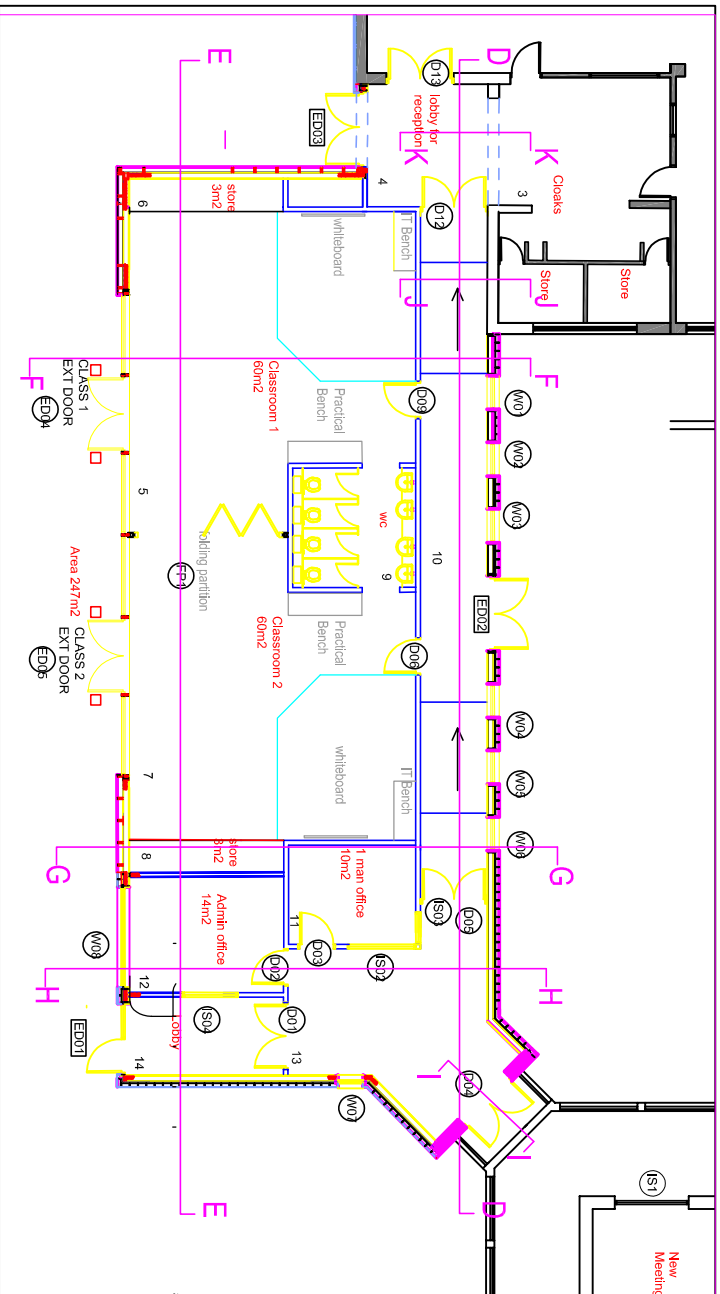 E
D
D13
lobby for
reception
ED03
K
K
Cloaks
3
4
D12
store
3m2
6
whiteboard
IT Bench
Store
Store
J
J
F
F
CLASS 1
EXT DOOR
ED04
Classroom 1
60m2
Practical
Bench
D09
W01
W02
W03
5
wc
10
9
folding partition
Area 247m2
ED02
CLASS 2
EXT DOOR
Classroom 2
60m2
Practical
Bench
D06
W04
W05
W06
7
whiteboard
IT Bench
store
8
G
G
1 man office
10m2
Admin office
14m2
11
D03
IS03
D05
W08
D02
IS02
H
H
12
Lobby
IS04
D01
ED01
14
13
W07
D04
I
I
E
D
IS1
New
Meeting